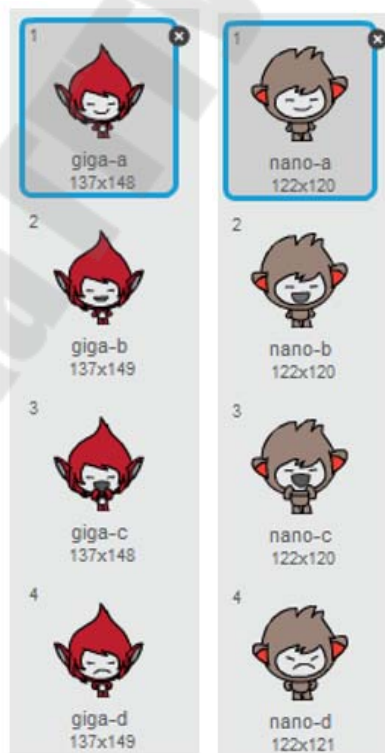 1
giga-a
137x148
2
giga-b
137x149
3
giga-c
137x148
4
giga-d
137x149
1
nano-a
122x120
2
nano-b
122x120
3
nano-c
122x120
4
nano-d
122x121